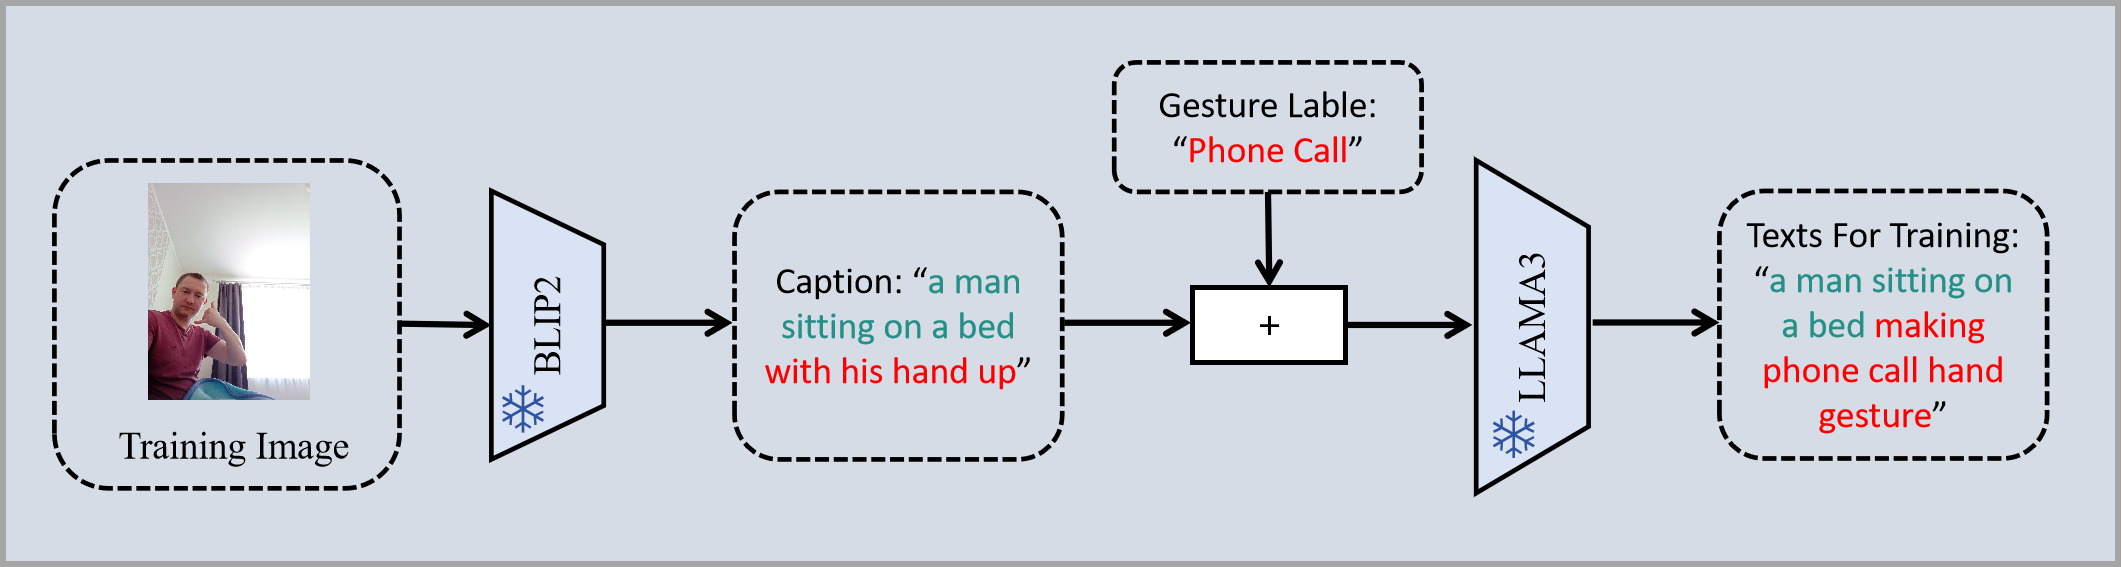 Training Image
BLIP2
Caption: “a man
sitting on a bed
with his hand up”
Gesture Lable:
“Phone Call”
+
LLAMA3
Texts For Training:
“a man sitting on
a bed making
phone call hand
gesture”